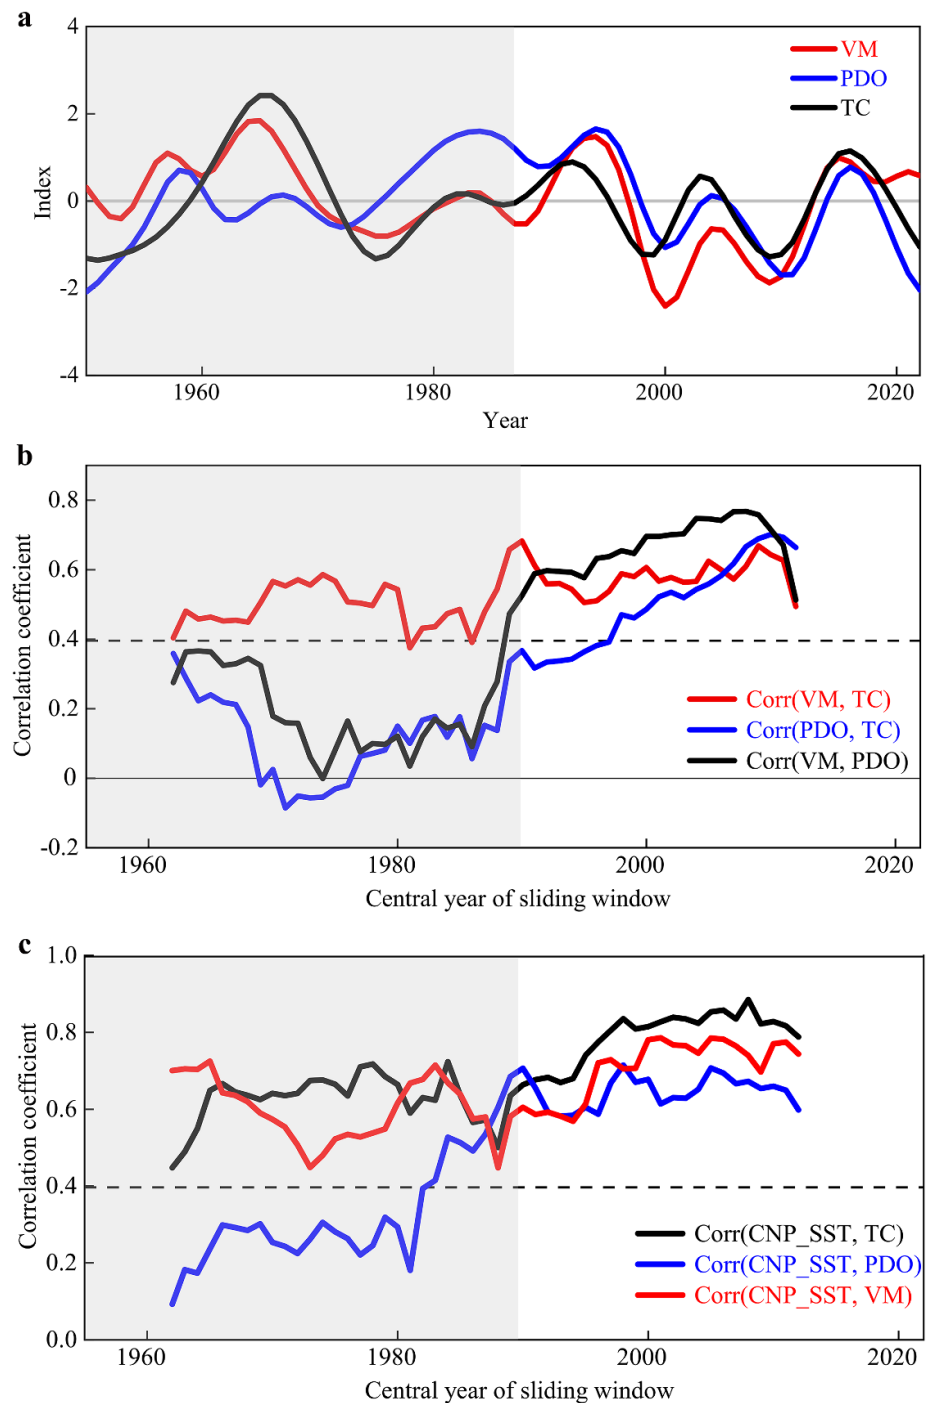 a
4
2
0
-2
-4
Index
VM
PDO
TC
1960
1980
2000
2020
Year
b
0.8
0.6
0.4
0.2
0
-0.2
Correlation coefficient
Corr(VM, TC)
Corr(PDO, TC)
Corr(VM, PDO)
1960
1980
2000
2020
Central year of sliding window
c
1.0
0.8
0.6
0.4
0.2
0.0
Correlation coefficient
Corr(CNP_SST, TC)
Corr(CNP_SST, PDO)
Corr(CNP_SST, VM)
1960
1980
2000
2020
Central year of sliding window